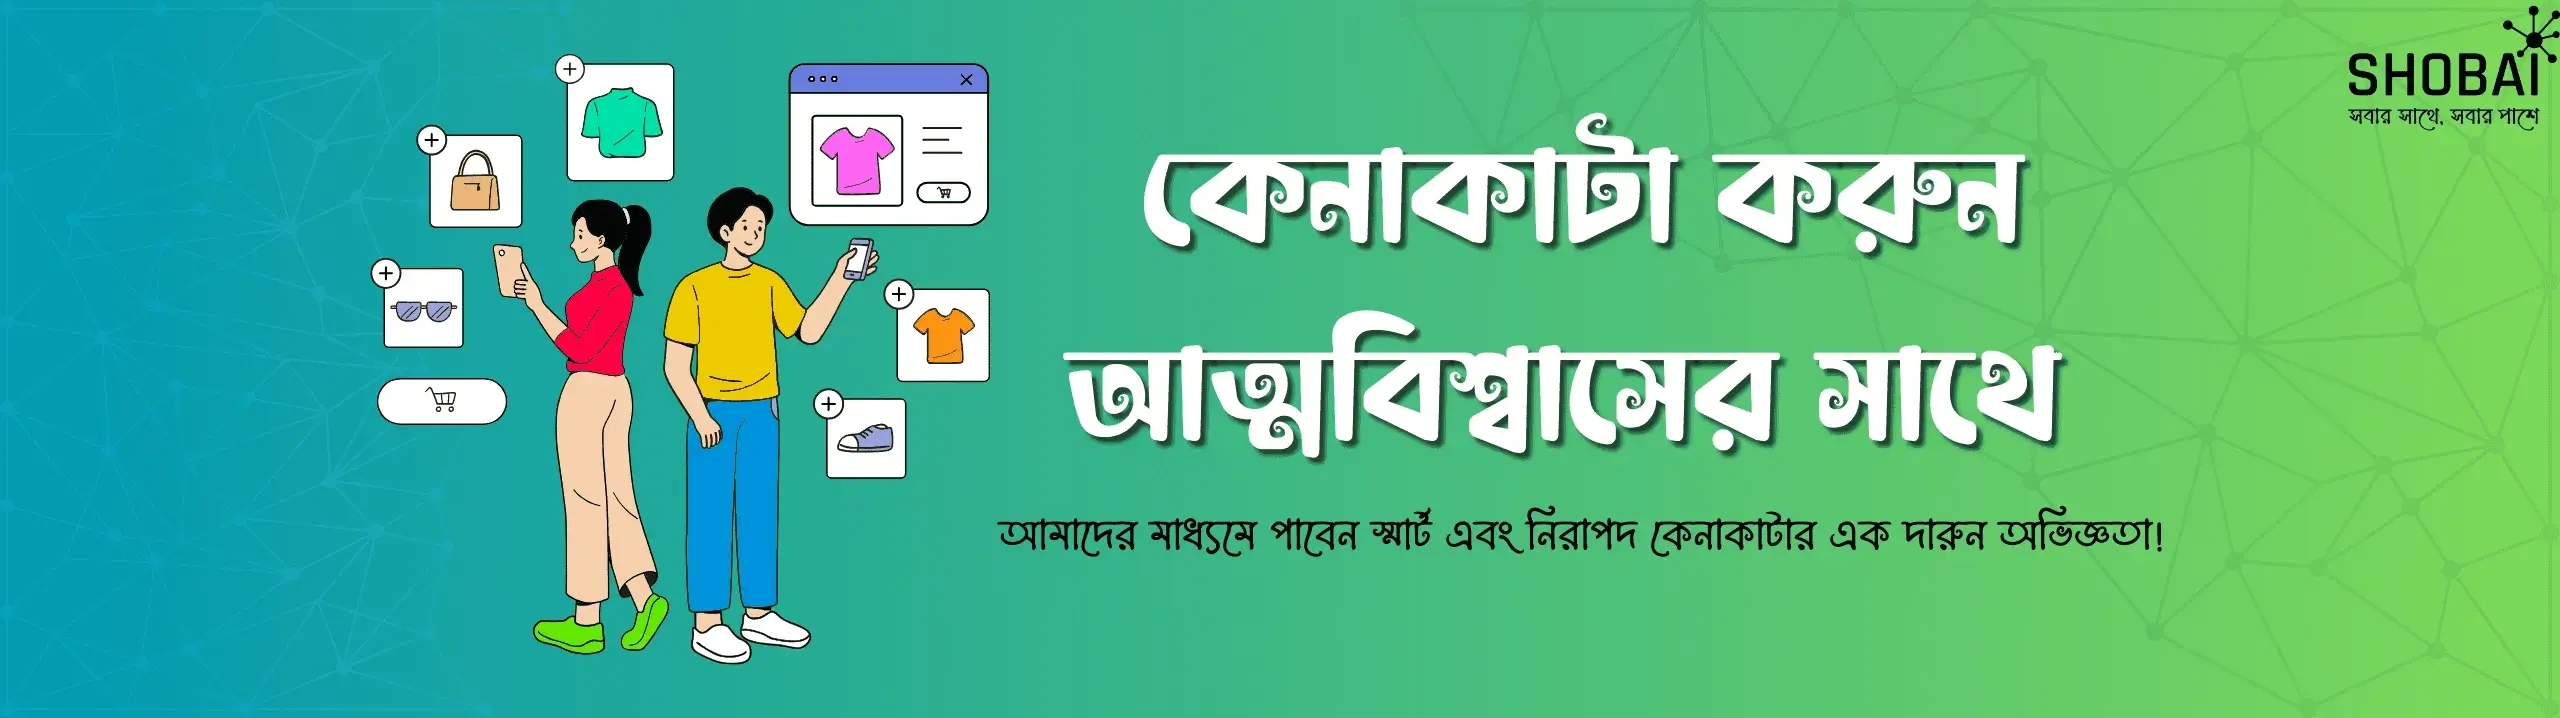 SHOBAI
সবার সাথে, সবার পাশে
কেনাকাটা করুন
আত্মবিশ্বাসের সাথে
আমাদের মাধ্যমে পাবেন স্মার্ট এবং নিরাপদ কেনাকাটার এক দারুন অভিজ্ঞতা!